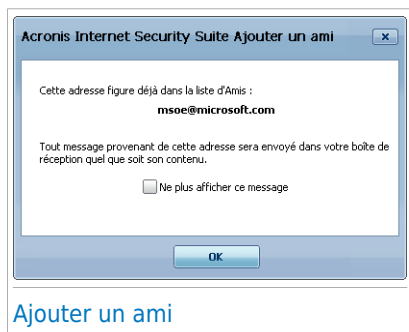 Acronis Internet Security Suite Ajouter un ami
Cette adresse figure déjà dans la liste d'Amis :
msoe@microsoft.com
Tout message provenant de cette adresse sera envoyé dans votre boîte de
réception quel que soit son contenu.
Ne plus afficher ce message
OK
Ajouter un ami